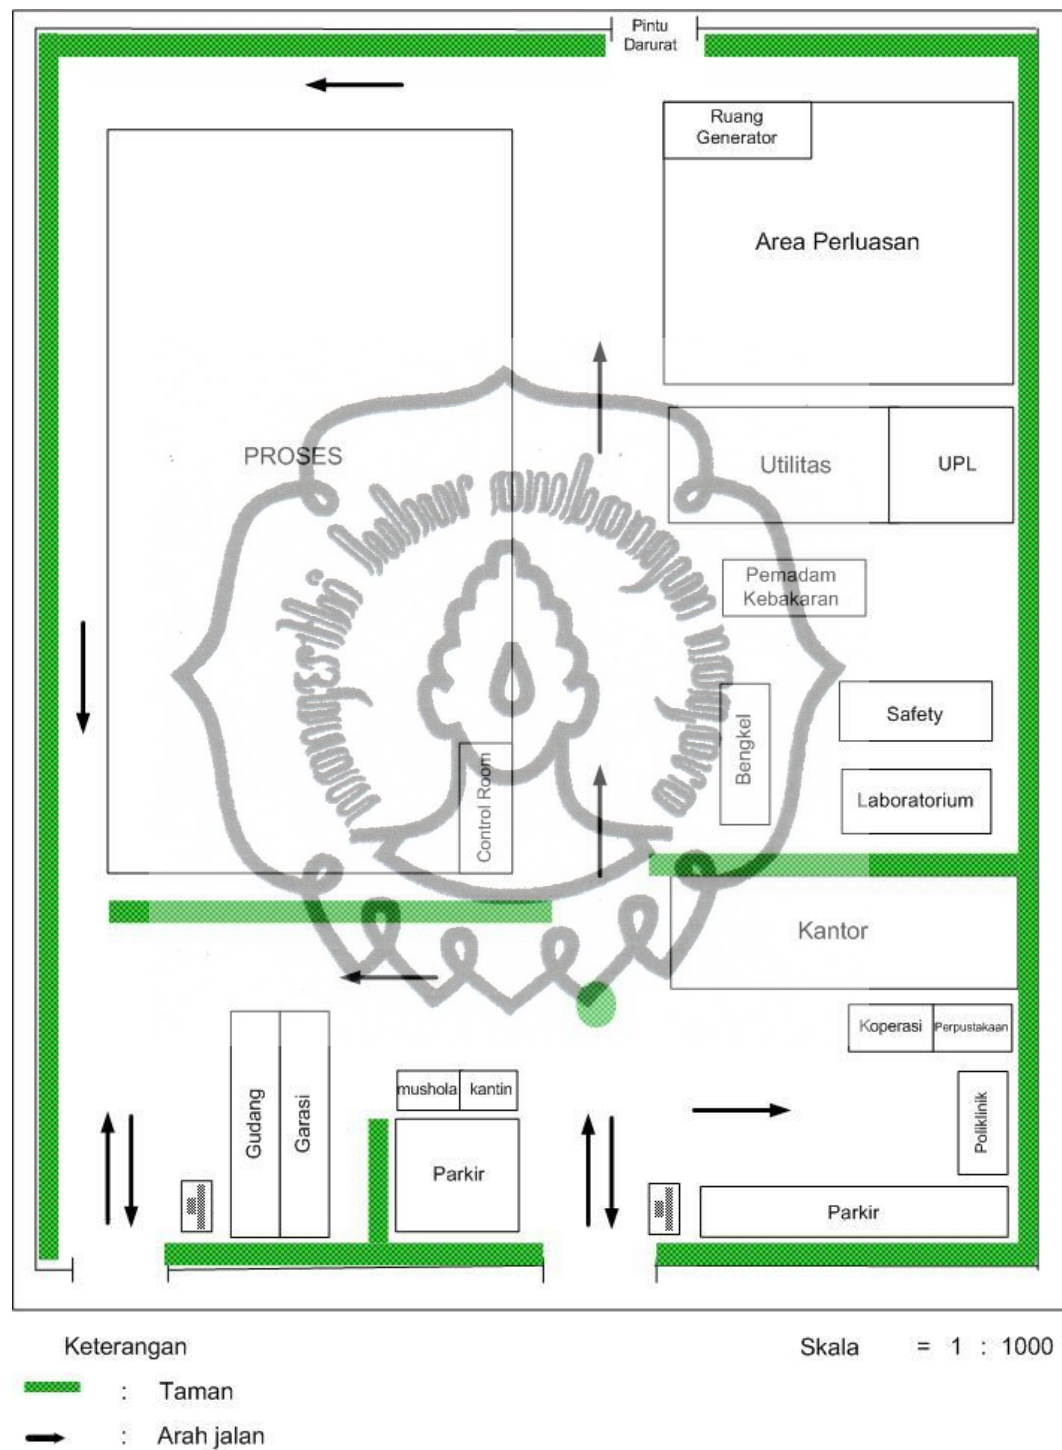 Pintu
Darurat
Ruang
Generator
Area Perluasan
PROSES
Utilitas
UPL
Pemadam
Kebakaran
Safety
Bengkel
Control Room
Laboratorium
Kantor
Koperasi
Perpustakaan
Gudang
Garasi
mushola
kantin
Poliklinik
Parkir
Parkir
Keterangan
Skala = 1 : 1000
: Taman
: Arah jalan